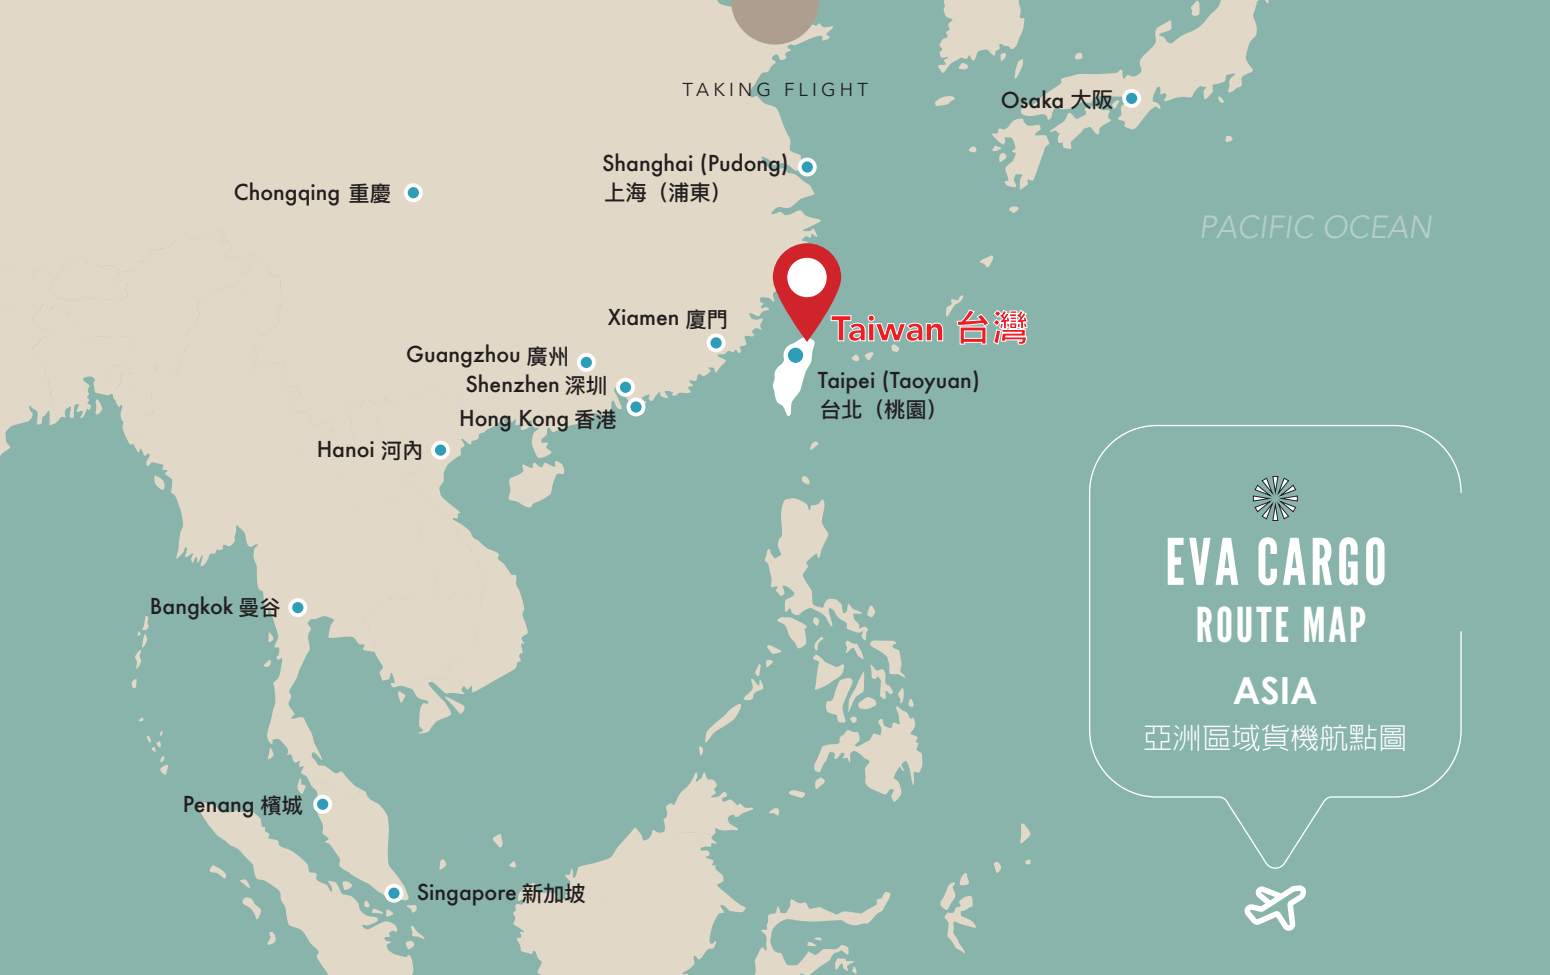 TAKING FLIGHT
Osaka 大阪
Shanghai (Pudong)
上海（浦東）
Chongqing 重慶
PACIFIC OCEAN
Xiamen 廈門
Taiwan 台灣
Guangzhou 廣州
Shenzhen 深圳
Taipei (Taoyuan)
台北（桃園）
Hong Kong 香港
Hanoi 河內
EVA CARGO
ROUTE MAP
ASIA
亞洲區域貨機航點圖
Bangkok 曼谷
Penang 檳城
Singapore 新加坡